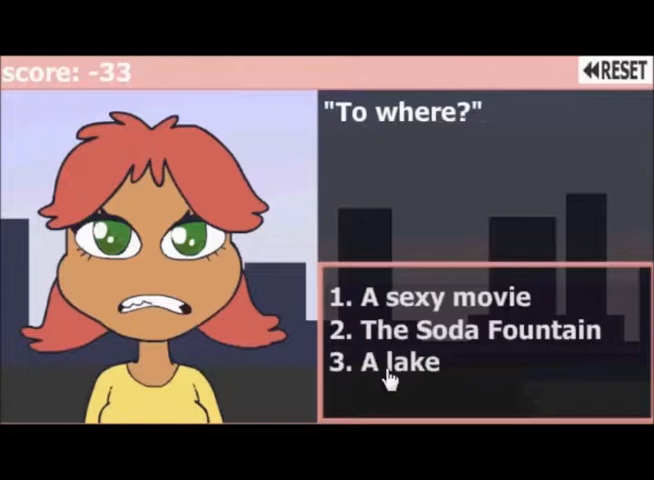 score: -33
RESET
"To where?"
1. A sexy movie
2. The Soda Fountain
3. A lake